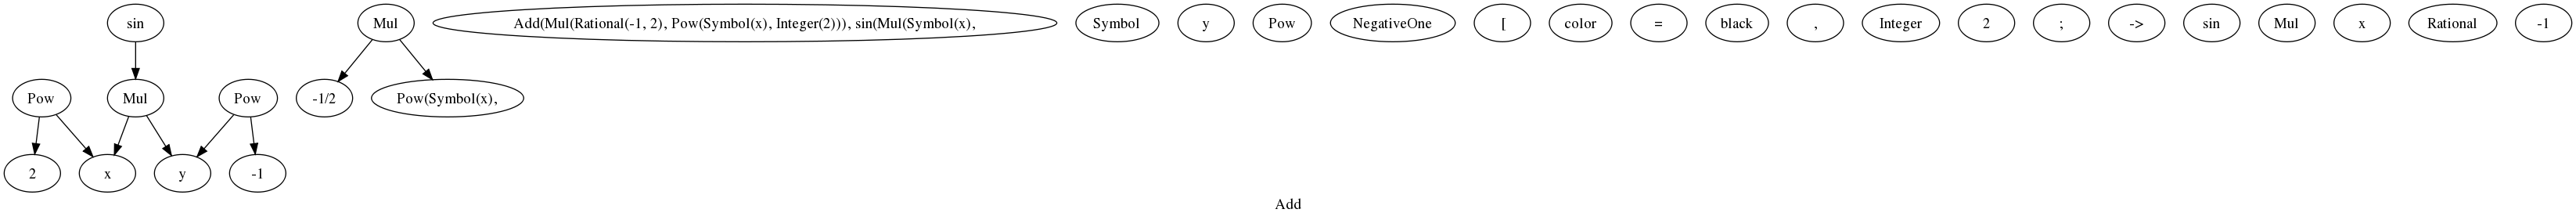 sin Mul Add(Mul(Rational(-1, 2), Pow(Symbol(x), Integer(2))), sin(Mul(Symbol(x), Symbol y Pow NegativeOne [ color = black , Integer 2 ; -> sin Mul x Rational -1
Pow Mul Pow -1/2 Pow(Symbol(x),
2 x y -1
Add